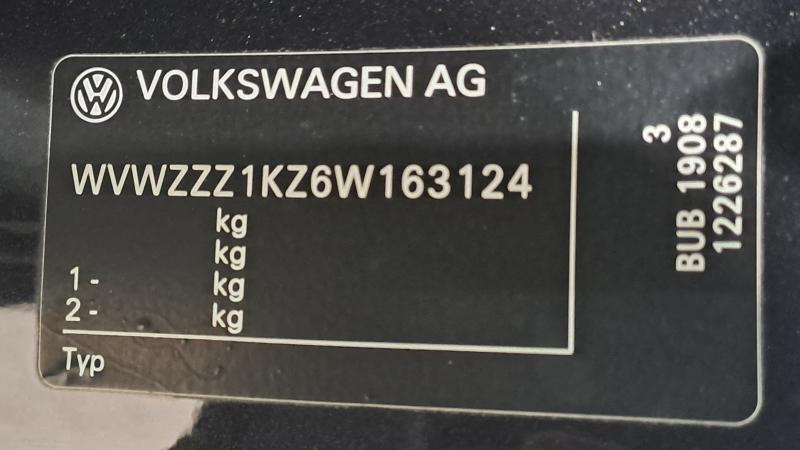 VOLKSWAGEN AG
WVWZZZ1KZ6W163124
kg
kg
1 - kg
2 - kg
Typ
3
BUB 1908
1226287